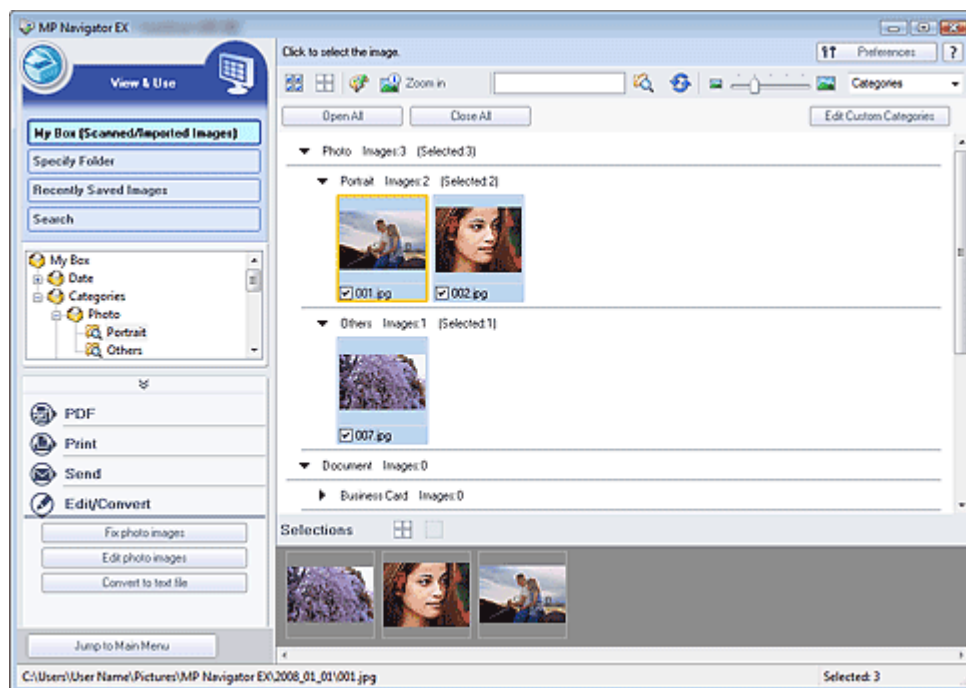 MP Navigator EX
View & Use
My Box (Scanned/Imported Images)
Specify Folder
Recently Saved Images
Search
My Box
Date
Categories
Photo
Portrait
Others
PDF
Print
Send
Edit/Convert
Fix photo images
Edit photo images
Convert to text file
Jump to Main Menu
Click to select the image.
Preferences
?
Zoom in
Categories
Open All
Close All
Edit Custom Categories
Photo Images:3 (Selected:3)
Portrait Images:2 (Selected:2)
001.jpg
002.jpg
Others Images:1 (Selected:1)
007.jpg
Document Images:0
Business Card Images:0
Selections
C:\Users\User Name\Pictures\MP Navigator EX\2008_01_01\001.jpg
Selected: 3